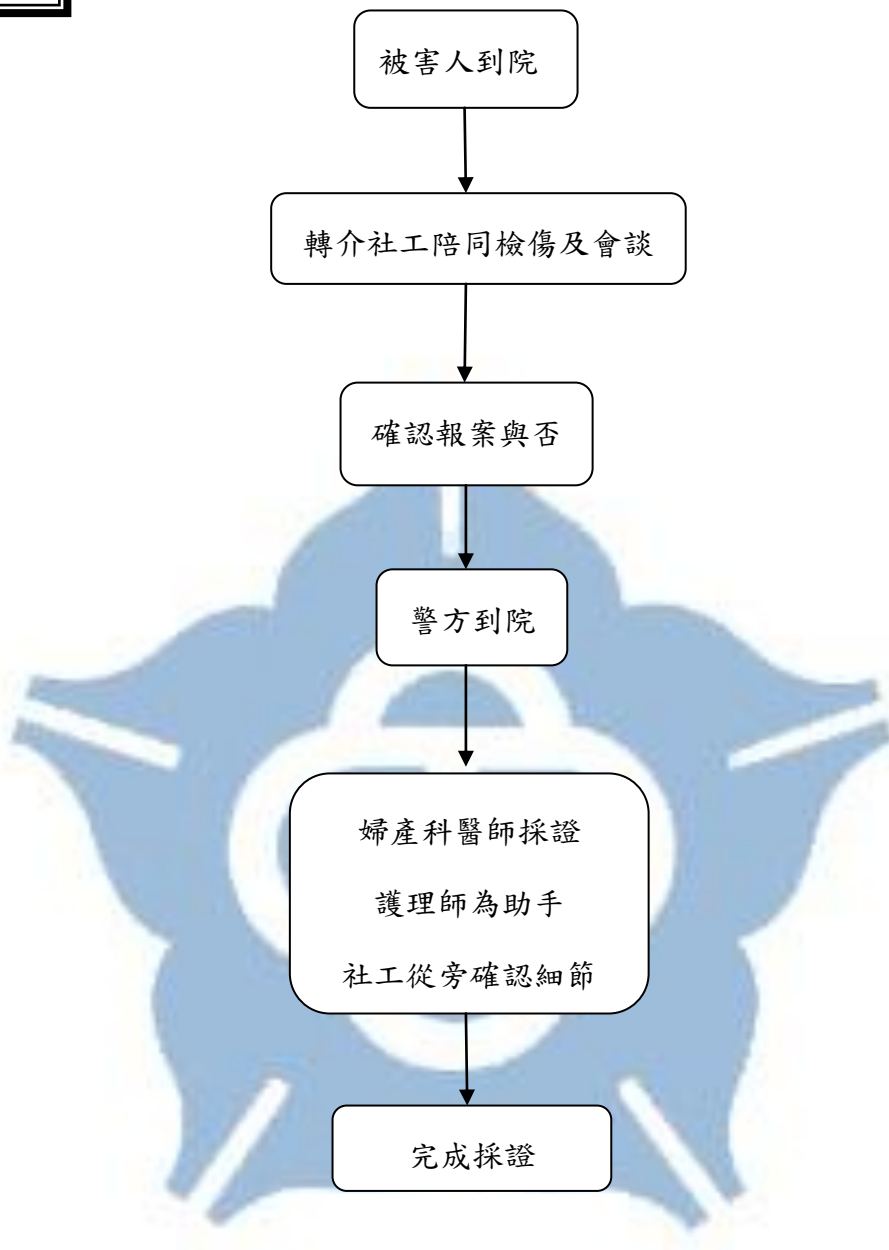 被害人到院
轉介社工陪同檢傷及會談
確認報案與否
警方到院
婦產科醫師採證
護理師為助手
社工從旁確認細節
完成採證